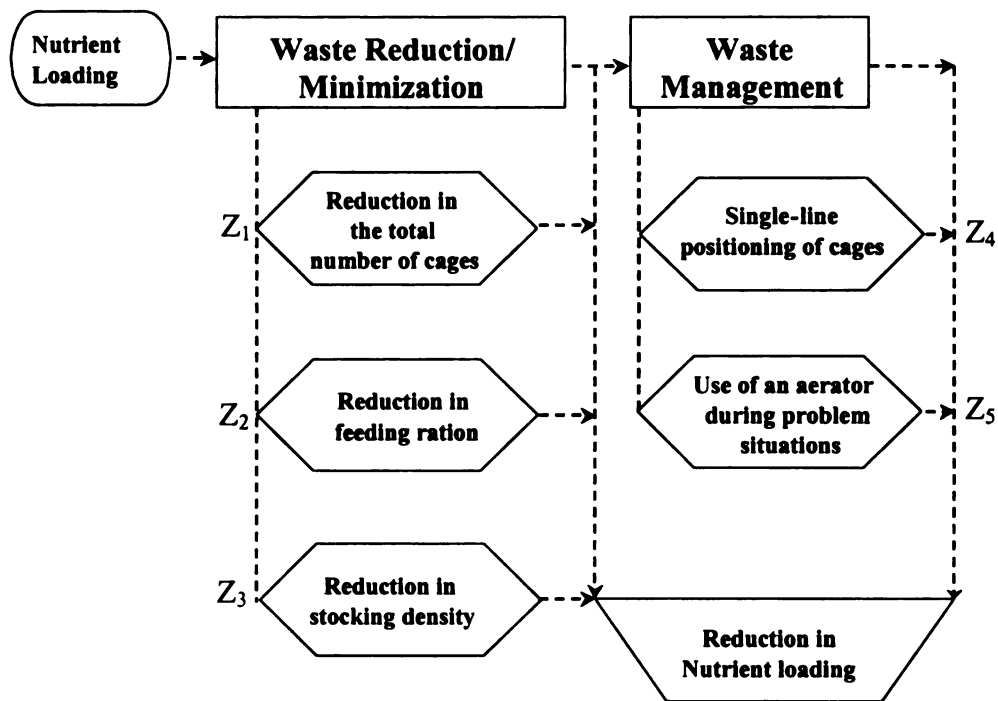 Nutrient
Loading
Waste Reduction/
Minimization
Waste
Management
Z1
Reduction in
the total
number of cages
Single-line
positioning of cages
Z4
Z2
Reduction in
feeding ration
Use of an aerator
during problem
situations
Z5
Z3
Reduction in
stocking density
Reduction in
Nutrient loading